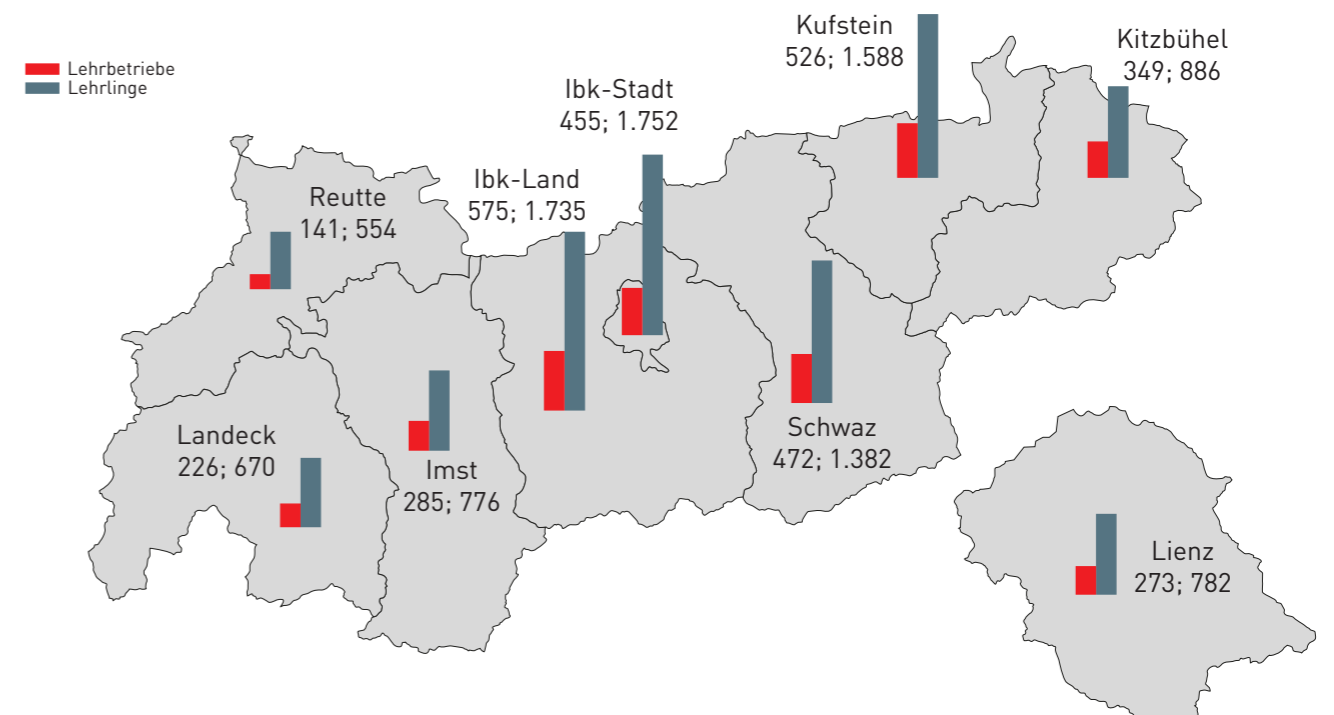 Lehrbetriebe
Lehrlinge
Kufstein
526; 1.588
Kitzbühel
349; 886
Ibk-Stadt
455; 1.752
Ibk-Land
575; 1.735
Reutte
141; 554
Schwaz
472; 1.382
Landeck
226; 670
Imst
285; 776
Lienz
273; 782